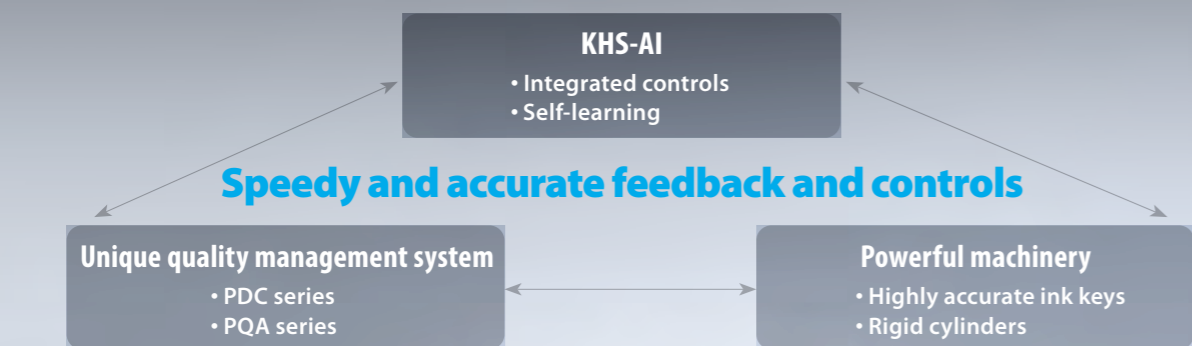 KHS-AI
• Integrated controls
• Self-learning
Speedy and accurate feedback and controls
Unique quality management system
• PDC series
• PQA series
Powerful machinery
• Highly accurate ink keys
• Rigid cylinders